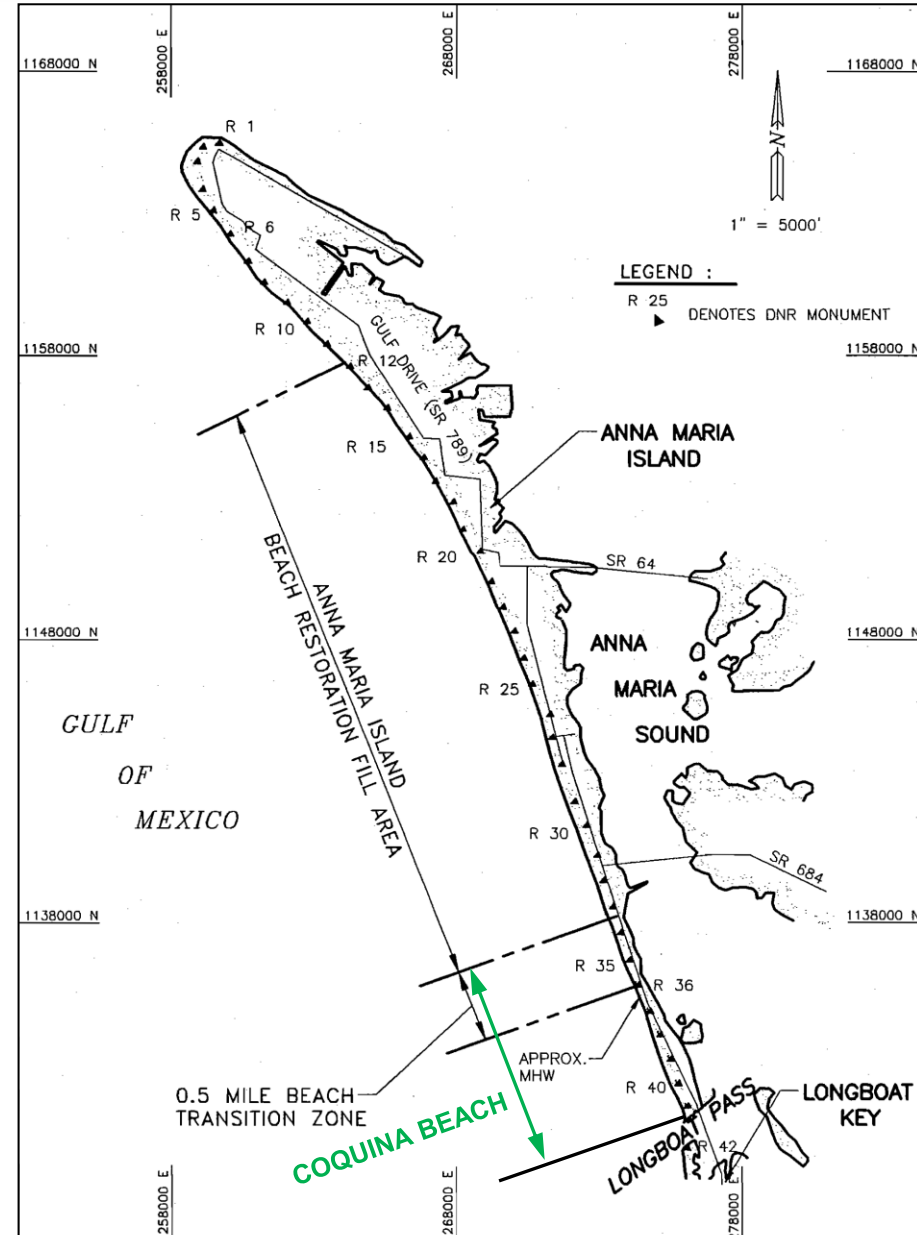 258000 E
268000 E
278000 E
1168000 N
1168000 N
R 1
N
1" = 5000'
R 5
R 6
LEGEND :
R 25
DENOTES DNR MONUMENT
R 10
GULF DRIVE (SR 789)
1158000 N
1158000 N
R 12
ANNA MARIA
ISLAND
R 15
R 20
SR 64
ANNA MARIA ISLAND
BEACH RESTORATION FILL AREA
1148000 N
1148000 N
ANNA
MARIA
SOUND
R 25
GULF
OF
MEXICO
R 30
SR 684
1138000 N
1138000 N
R 35
R 36
APPROX.
MHW
0.5 MILE BEACH
TRANSITION ZONE
R 40
COQUINA BEACH
LONGBOAT PASS
LONGBOAT
KEY
R 42
258000 E
268000 E
278000 E